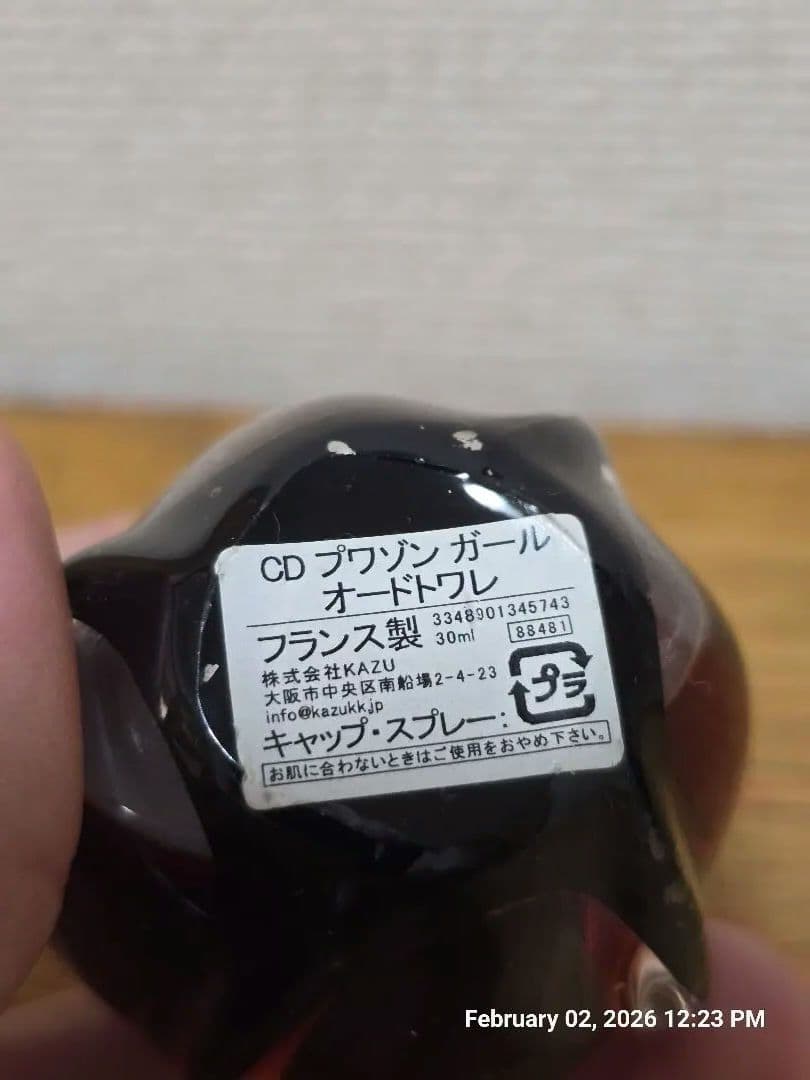 CD プワゾン ガール
オードトワレ
フランス製 3348901345743
30ml 88481
株式会社KAZU
大阪市中央区南船場2-4-23
info@kazukk.jp
プラ
キャップ・スプレー:
お肌に合わないときはご使用をおやめ下さい。
February 02, 2026 12:23 PM